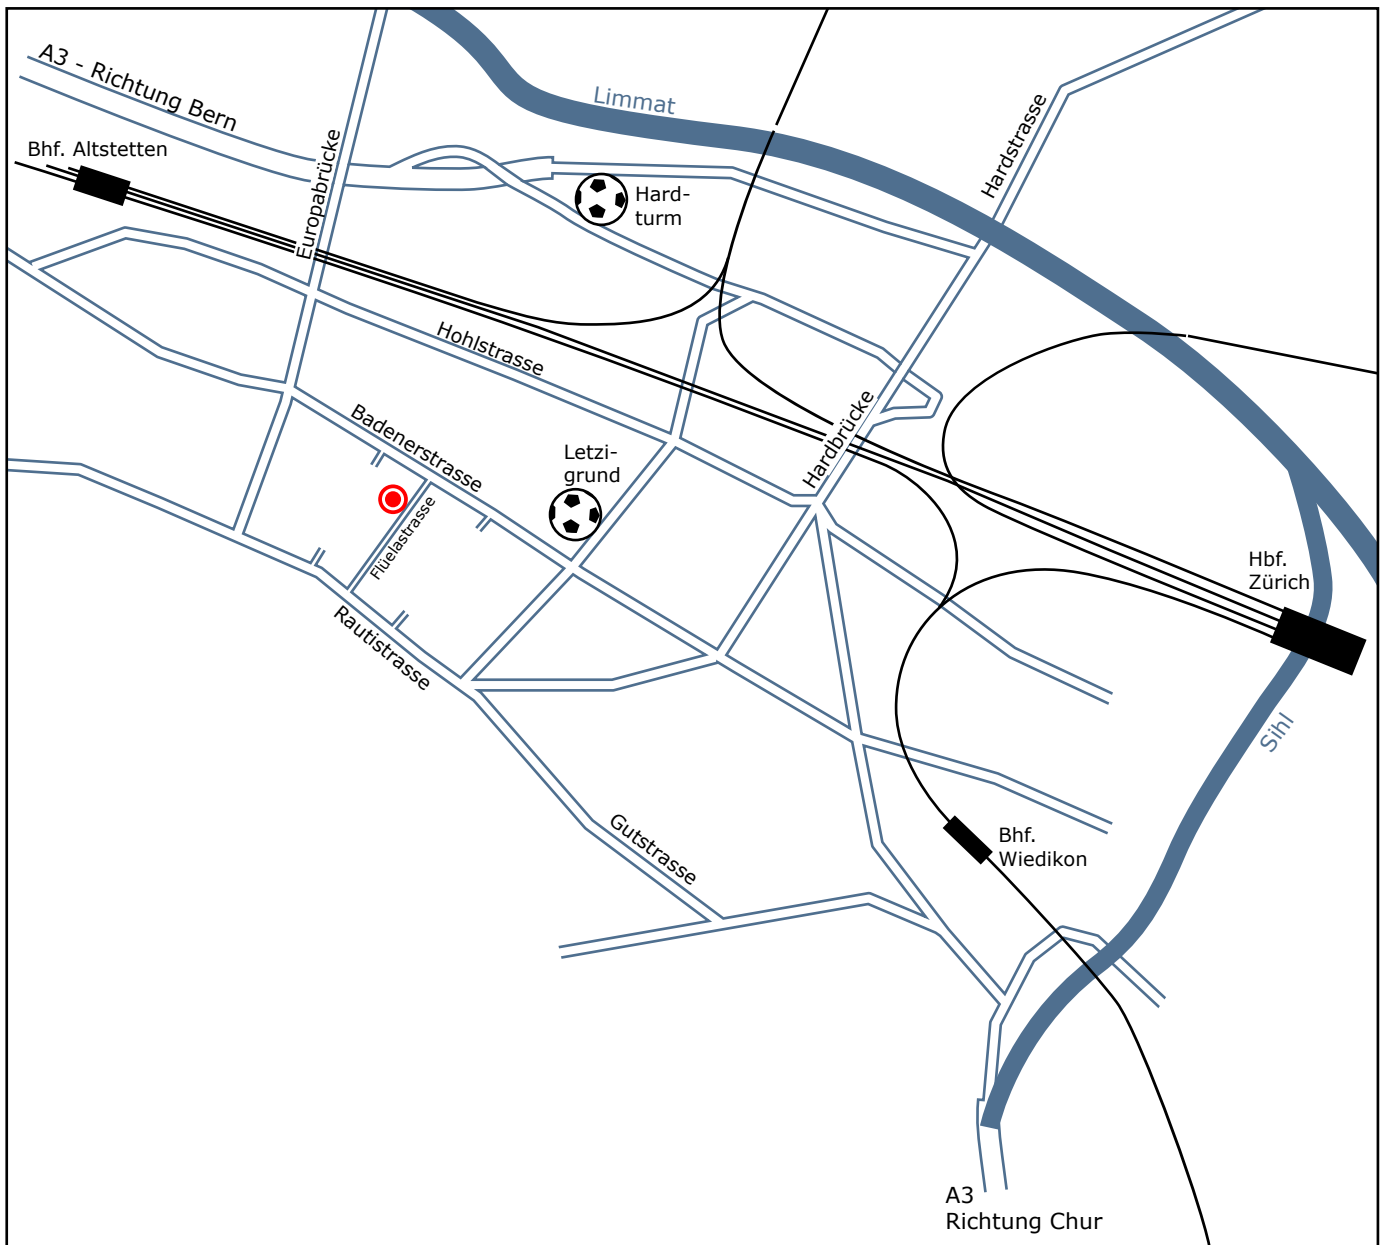 A3 - Richtung Bern
Limmat
Hardstrasse
Bhf. Altstetten
Europabrücke
Hard-
turm
Hohlstrasse
Hardbrücke
Badenerstrasse
Letzi-
grund
Flüelastrasse
Hbf.
Zürich
Rautistrasse
Sihl
Gutstrasse
Bhf.
Wiedikon
A3
Richtung Chur